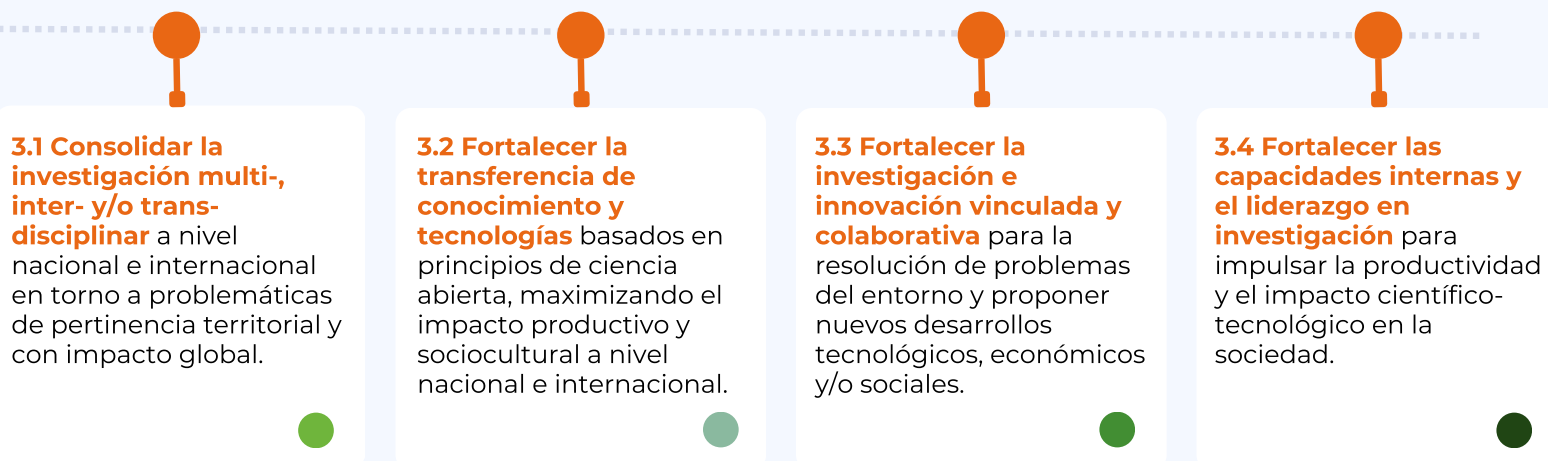 3.1 Consolidar la
investigación multi-,
inter- y/o trans-
disciplinar a nivel
nacional e internacional
en torno a problemáticas
de pertinencia territorial y
con impacto global.
3.2 Fortalecer la
transferencia de
conocimiento y
tecnologías basados en
principios de ciencia
abierta, maximizando el
impacto productivo y
sociocultural a nivel
nacional e internacional.
3.3 Fortalecer la
investigación e
innovación vinculada y
colaborativa para la
resolución de problemas
del entorno y proponer
nuevos desarrollos
tecnológicos, económicos
y/o sociales.
3.4 Fortalecer las
capacidades internas y
el liderazgo en
investigación para
impulsar la productividad
y el impacto científico-
tecnológico en la
sociedad.